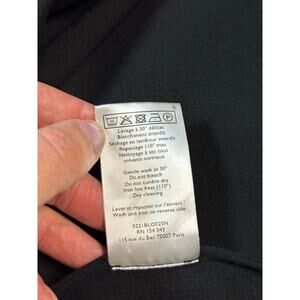 Lavage à 30° délicat
Blanchiment interdit
Séchage en tambour interdit
Repassage (110° max)
Nettoyage à sec tous
solvants normaux
Gentle wash at 30°
Do not bleach
Do not tumble dry
Iron low heat (110°)
Dry cleaning
Laver et repasser sur l'envers /
Wash and iron on reverse side
S221BLO025N
RN 154 043
115 rue du Bac 75007 Paris